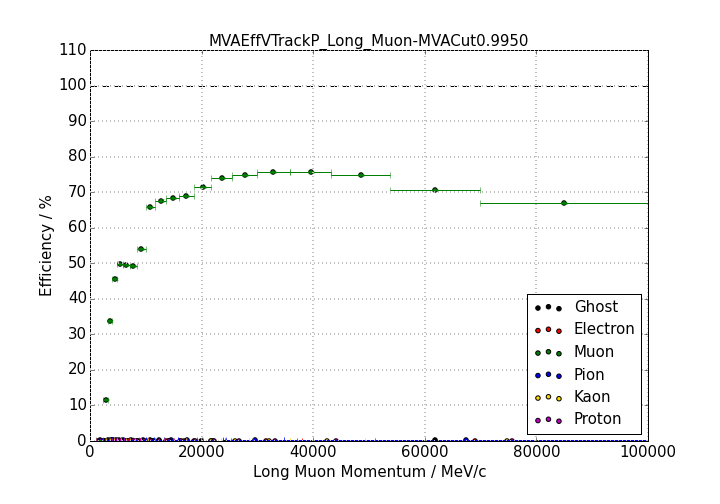 MVAEffVTrackP_Long_Muon-MVACut0.9950
110
100
90
80
70
60
50
40
30
20
10
0
Efficiency / %
Ghost
Electron
Muon
Pion
Kaon
Proton
0 20000 40000 60000 80000 100000
Long Muon Momentum / MeV/c